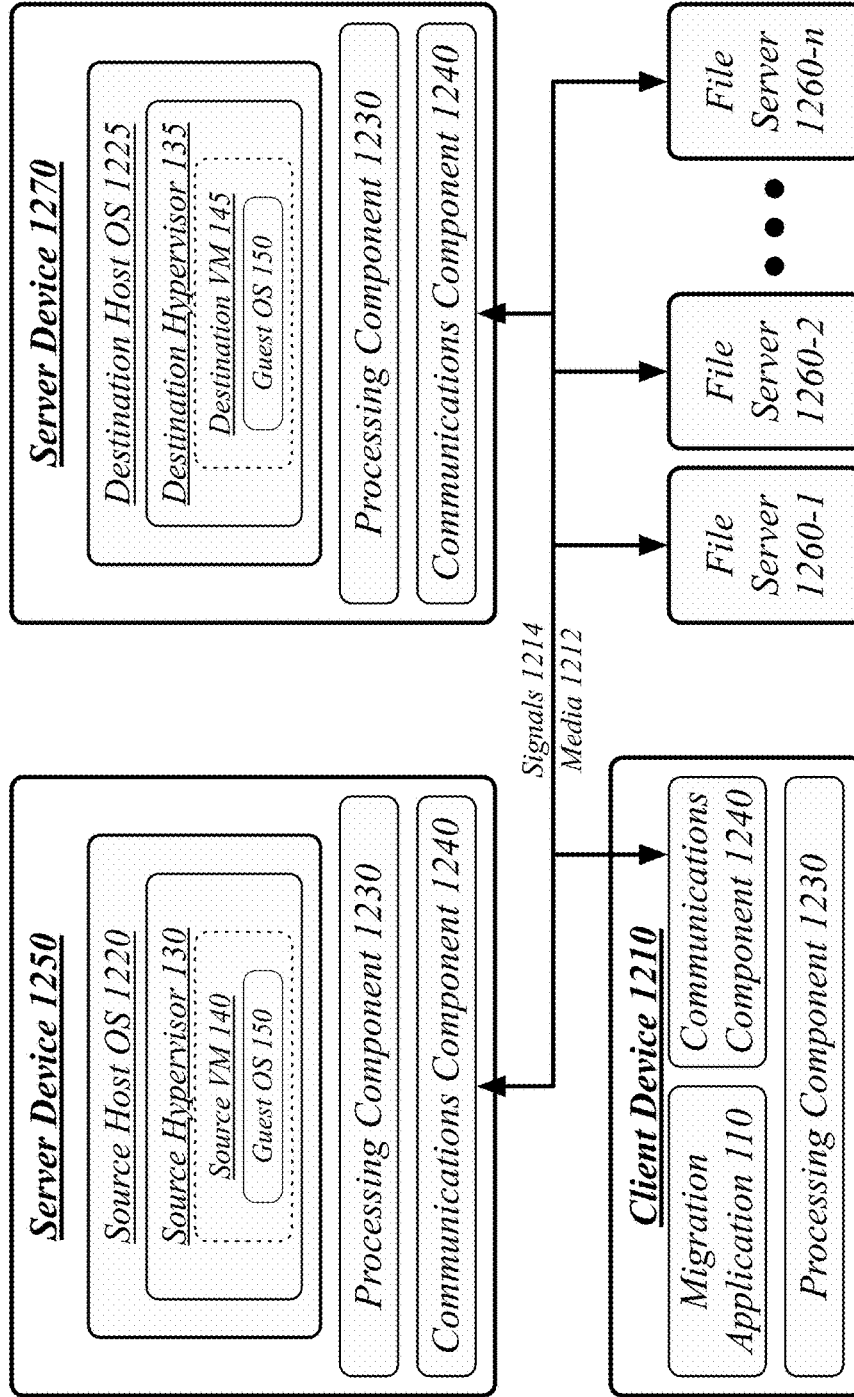 Server Device 1250
Source Host OS 1220
Source Hypervisor 130
Source VM 140
Guest OS 150
Processing Component 1230
Communications Component 1240
Server Device 1270
Destination Host OS 1225
Destination Hypervisor 135
Destination VM 145
Guest OS 150
Processing Component 1230
Communications Component 1240
Signals 1214
Media 1212
Client Device 1210
Migration
Application 110
Communications
Component 1240
Processing Component 1230
File
Server
1260-1
File
Server
1260-2
File
Server
1260-n